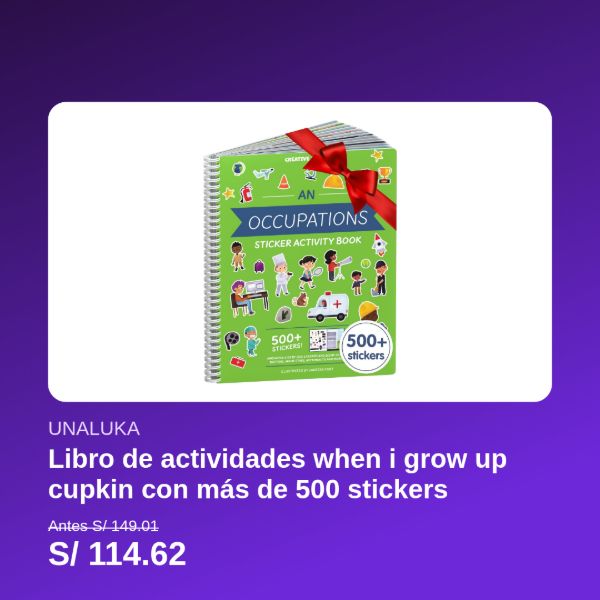 CREATIVE
AN
OCCUPATIONS
STICKER ACTIVITY BOOK
500+
STICKERS!
500+
stickers
UNALUKA
Libro de actividades when i grow up
cupkin con más de 500 stickers
Antes S/ 149.01
S/ 114.62